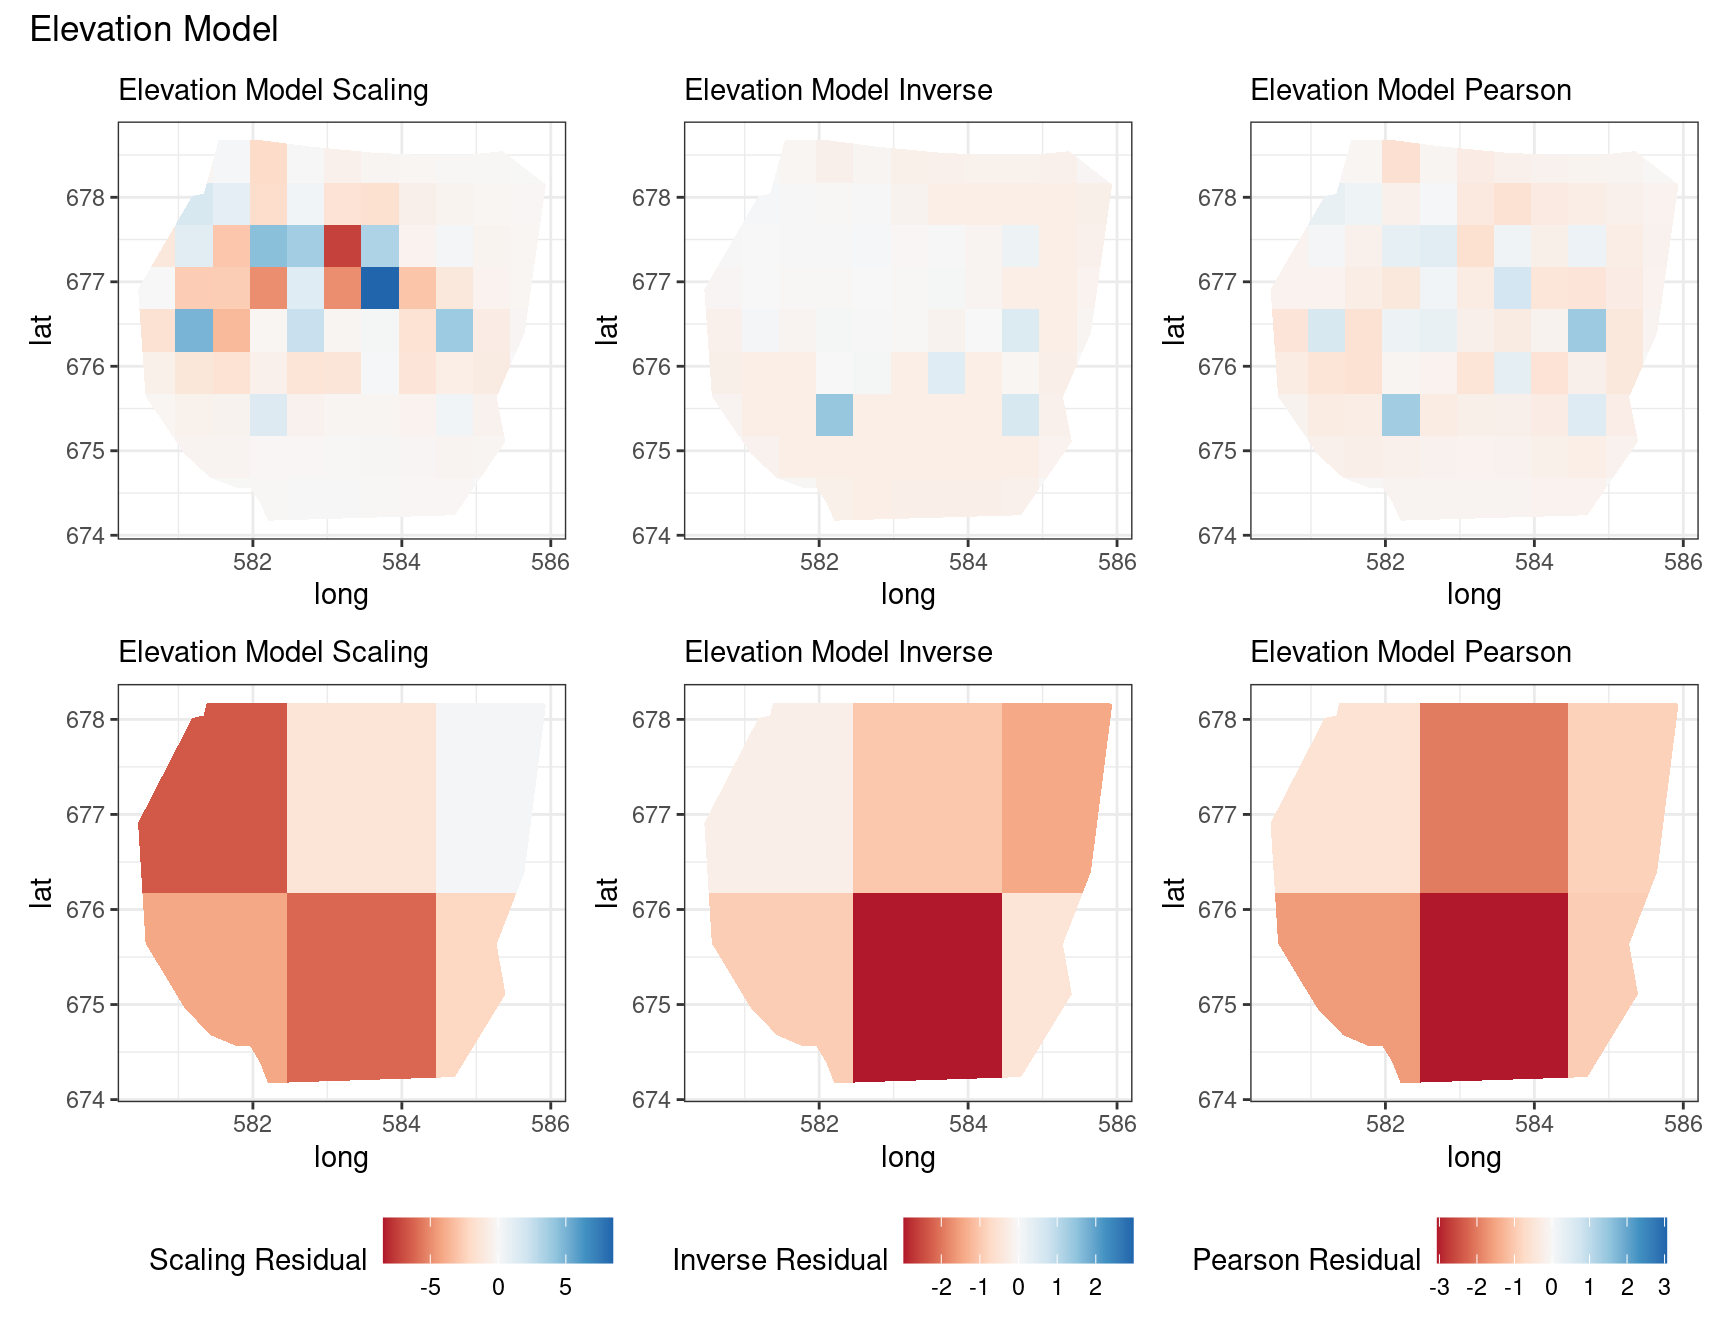 Elevation Model
Elevation Model Scaling
Elevation Model Inverse
Elevation Model Pearson
678
677
676
675
674
lat
582
584
586
long
678
677
676
675
674
lat
582
584
586
long
678
677
676
675
674
lat
582
584
586
long
Elevation Model Scaling
Elevation Model Inverse
Elevation Model Pearson
678
677
676
675
674
lat
582
584
586
long
678
677
676
675
674
lat
582
584
586
long
678
677
676
675
674
lat
582
584
586
long
Scaling Residual
-5 0 5
Inverse Residual
-2 -1 0 1 2
Pearson Residual
-3 -2 -1 0 1 2 3